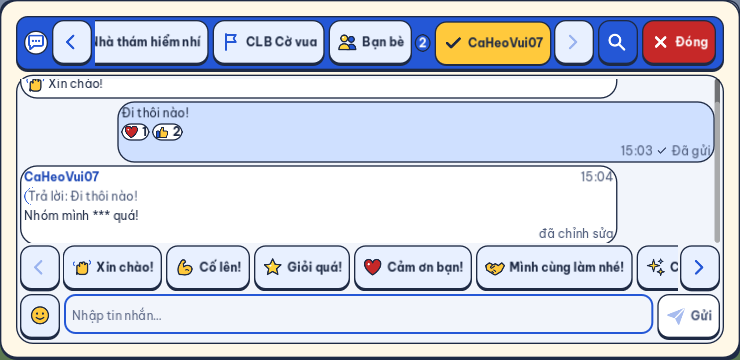 Nhà thám hiểm nhí CLB Cờ vua Bạn bè 2 CaHeoVui07 Đóng
Xin chào!
Đi thôi nào!
1 2
15:03 ✓ Đã gửi
CaHeoVui07 15:04
Trả lời: Đi thôi nào!
Nhóm mình *** quá!
đã chỉnh sửa
Xin chào! Cố lên! Giỏi quá! Cảm ơn bạn! Mình cùng làm nhé!
Nhập tin nhắn... Gửi